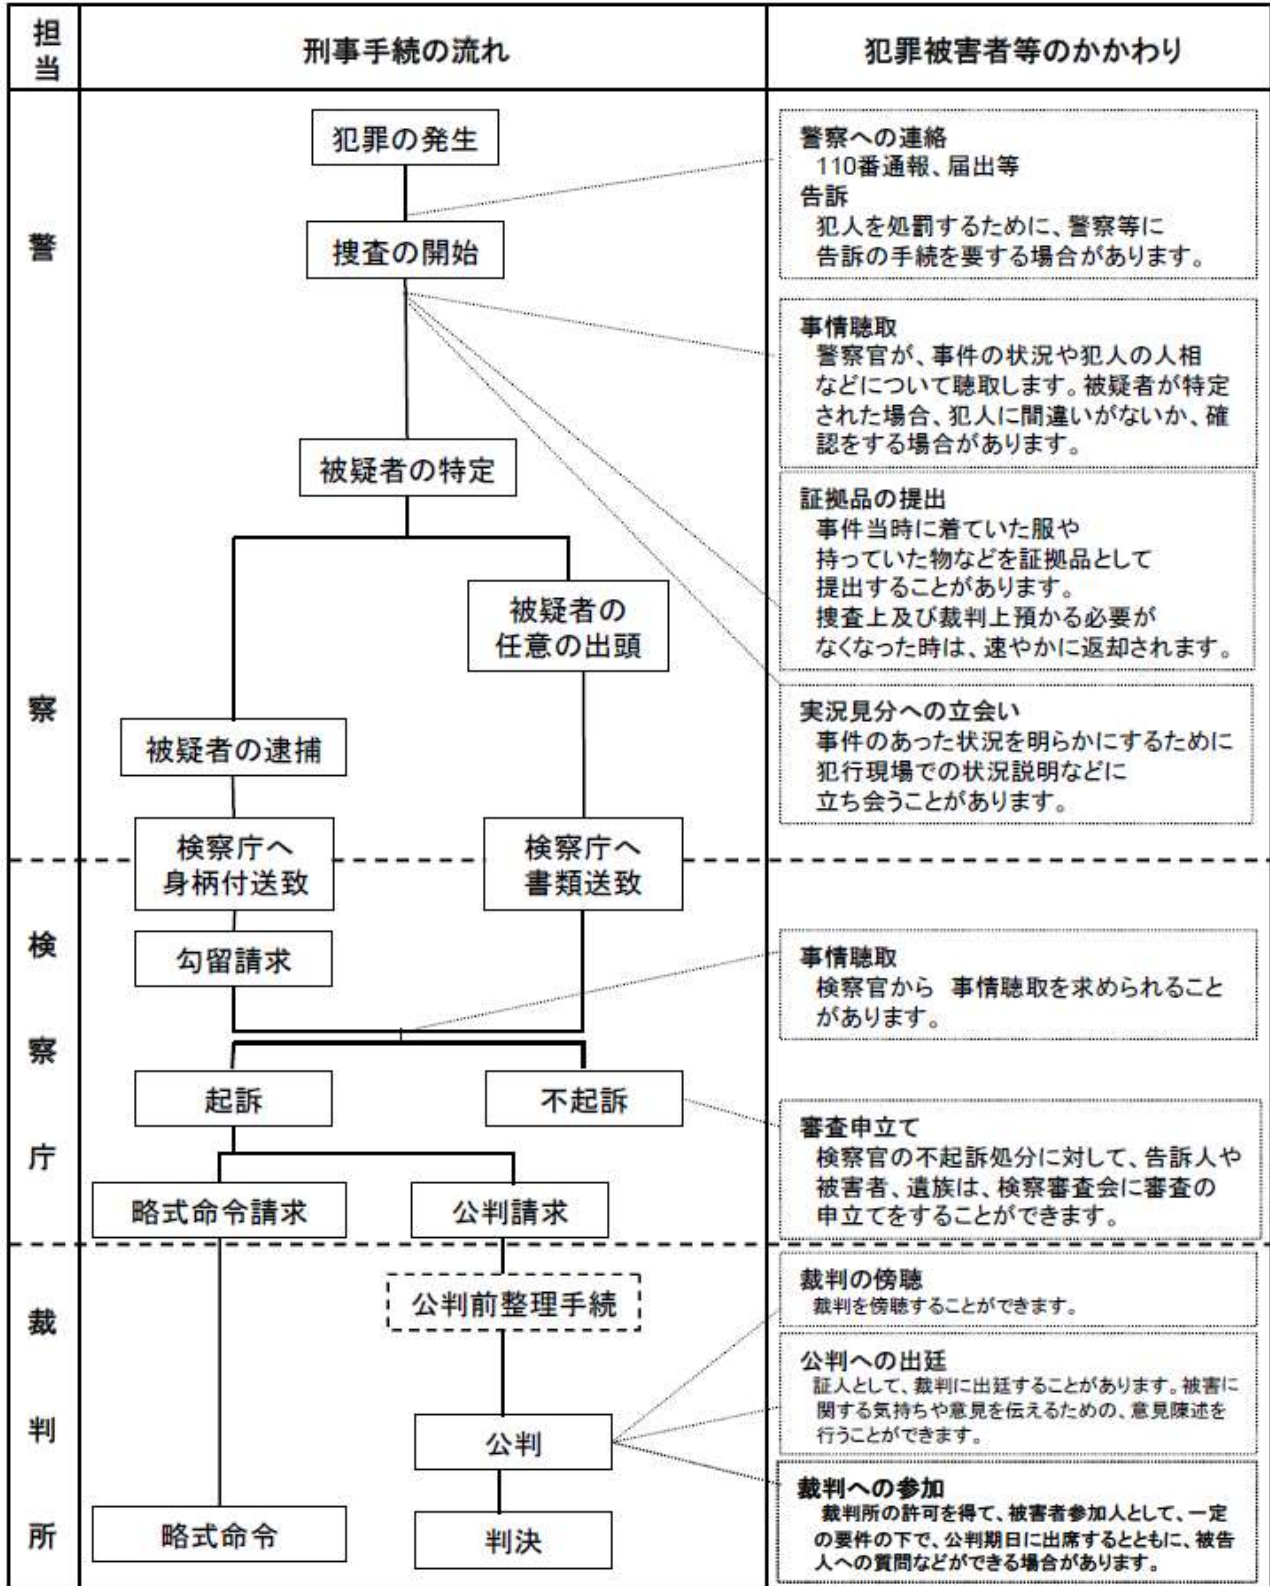 担
当
刑事手続の流れ
犯罪被害者等のかかわり
警
察
検
察
庁
裁
判
所
犯罪の発生
捜査の開始
被疑者の特定
被疑者の
任意の出頭
被疑者の逮捕
検察庁へ
身柄付送致
検察庁へ
書類送致
勾留請求
起訴
不起訴
略式命令請求
公判請求
公判前整理手続
公判
略式命令
判決
警察への連絡
110番通報、届出等
告訴
犯人を処罰するために、警察等に
告訴の手続を要する場合があります。
事情聴取
警察官が、事件の状況や犯人の人相
などについて聴取します。被疑者が特定
された場合、犯人に間違いがないか、確
認をする場合があります。
証拠品の提出
事件当時に着ていた服や
持っていた物などを証拠品として
提出することがあります。
捜査上及び裁判上預かる必要が
なくなった時は、速やかに返却されます。
実況見分への立会い
事件のあった状況を明らかにするために
犯行現場での状況説明などに
立ち会うことがあります。
事情聴取
検察官から 事情聴取を求められること
があります。
審査申立て
検察官の不起訴処分に対して、告訴人や
被害者、遺族は、検察審査会に審査の
申立てをすることができます。
裁判の傍聴
裁判を傍聴することができます。
公判への出廷
証人として、裁判に出廷することがあります。被害に
関する気持ちや意見を伝えるための、意見陳述を
行うことができます。
裁判への参加
裁判所の許可を得て、被害者参加人として、一定
の要件の下で、公判期日に出席するとともに、被告
人への質問などができる場合があります。